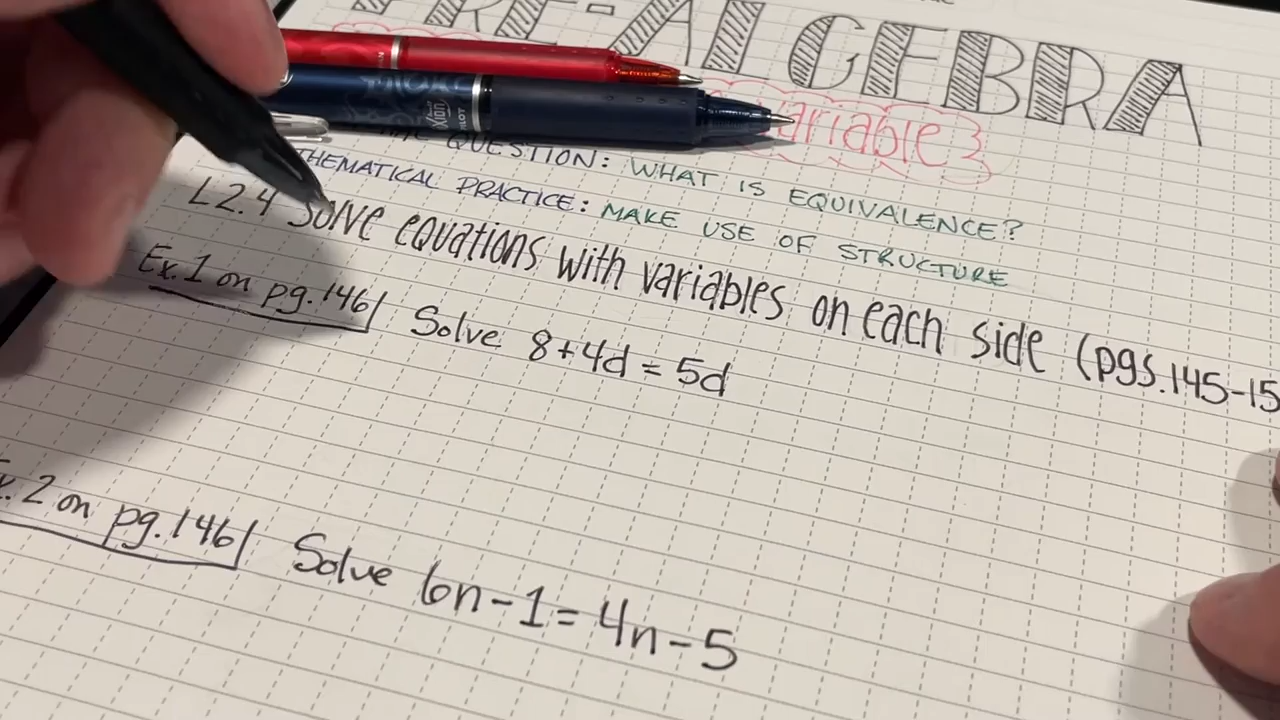 PRE-ALGEBRA
variable
QUESTION: WHAT IS EQUIVALENCE?
MATHEMATICAL PRACTICE: MAKE USE OF STRUCTURE
L2.4 Solve equations with variables on each side (pgs.145-15
Ex.1 on pg.146 Solve 8+4d = 5d
Ex.2 on pg.146 Solve 6n-1 = 4n-5
PILOT